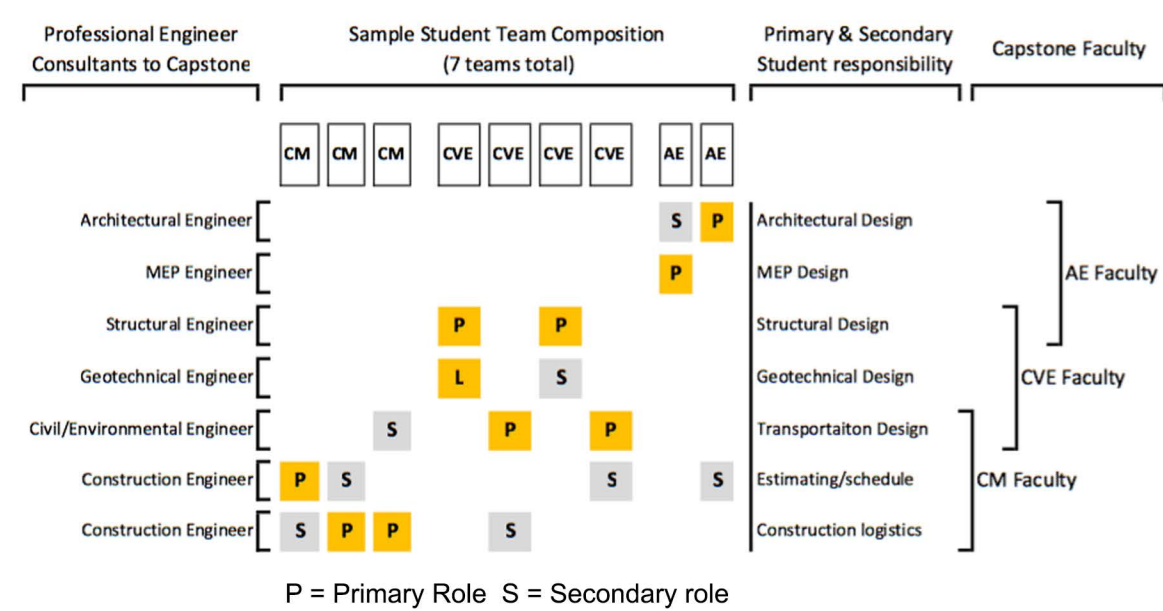 Professional Engineer
Consultants to Capstone
Sample Student Team Composition
(7 teams total)
Primary & Secondary
Student responsibility
Capstone Faculty
CM CM CM CVE CVE CVE CVE AE AE
Architectural Engineer S P Architectural Design
MEP Engineer P MEP Design AE Faculty
Structural Engineer P P Structural Design
Geotechnical Engineer L S Geotechnical Design CVE Faculty
Civil/Environmental Engineer S P P Transportaiton Design
Construction Engineer P S S S Estimating/schedule CM Faculty
Construction Engineer S P P S Construction logistics
P = Primary Role S = Secondary role